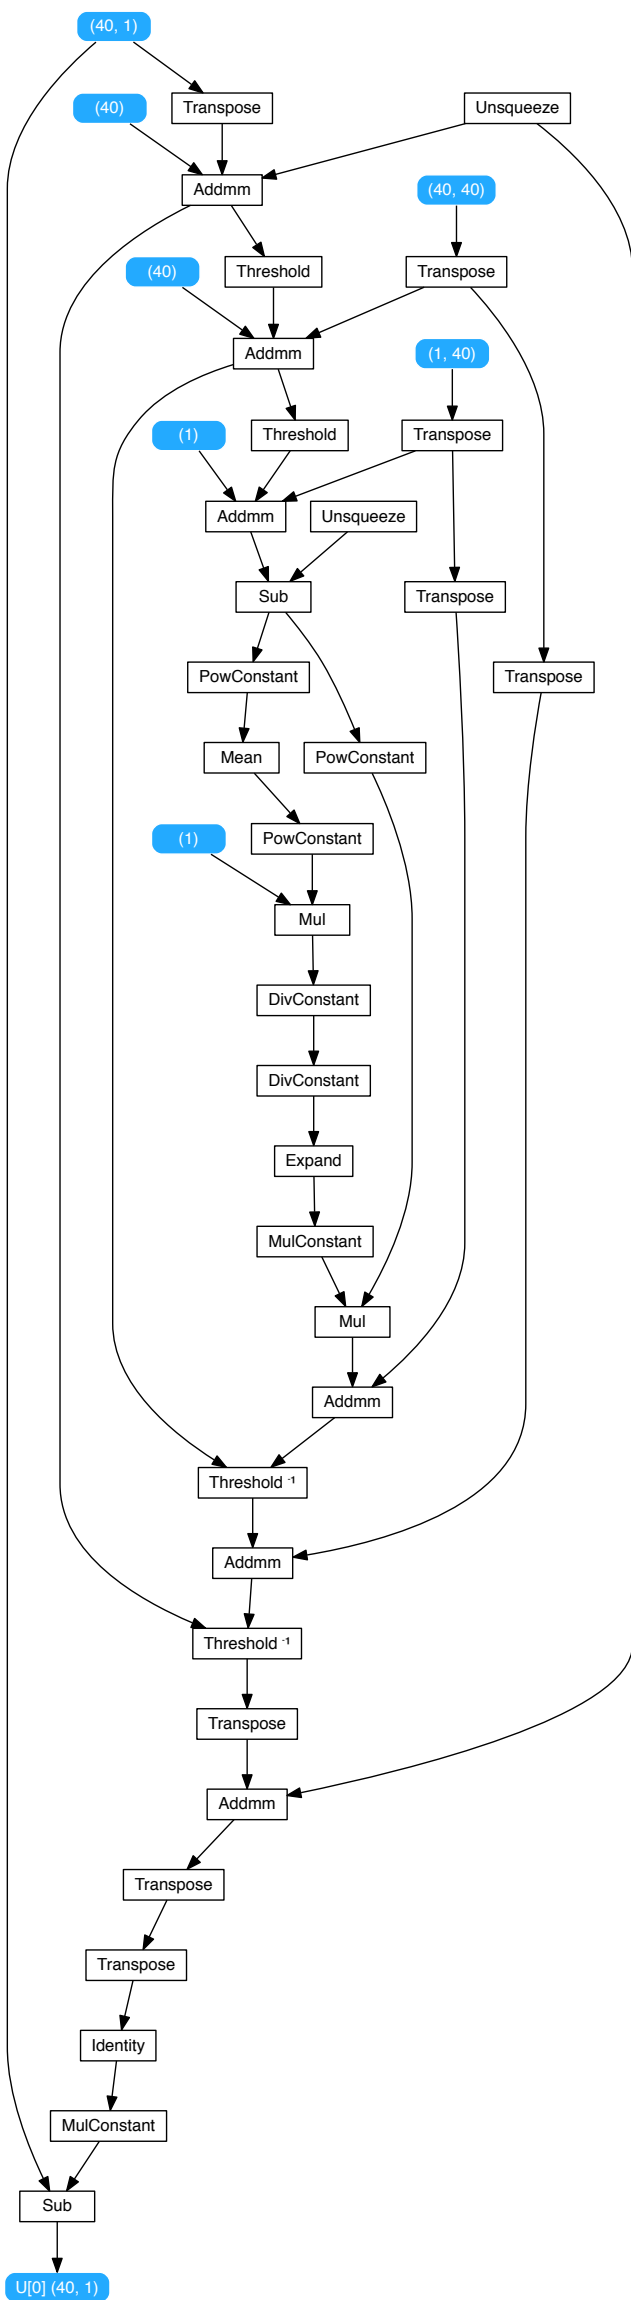 (40, 1)
(40)
Transpose
Unsqueeze
Addmm
(40, 40)
(40)
Threshold
Transpose
Addmm
(1, 40)
(1)
Threshold
Transpose
Addmm
Unsqueeze
Sub
Transpose
PowConstant
Transpose
Mean
PowConstant
(1)
PowConstant
Mul
DivConstant
DivConstant
Expand
MulConstant
Mul
Addmm
Threshold -1
Addmm
Threshold -1
Transpose
Addmm
Transpose
Transpose
Identity
MulConstant
Sub
U[0] (40, 1)